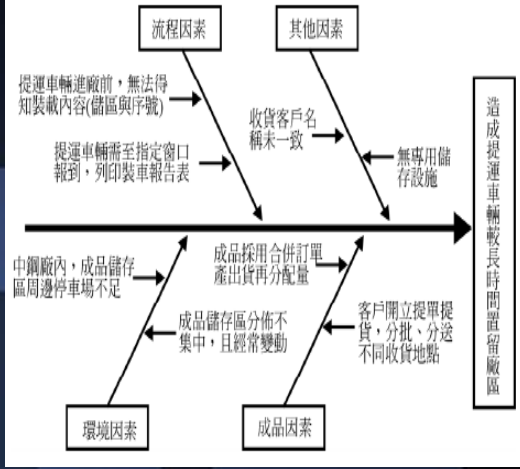 流程因素
其他因素
提運車輛進廠前，無法得
知裝載內容(儲區與序號)
收貨客戶名
稱未一致
提運車輛需至指定窗口
報到，列印裝車報告表
無專用儲
存設施
造成提運車輛較長時間置留廠區
中鋼廠內，成品儲存
區周邊停車場不足
成品採用合併訂單
產出貨再分配量
成品儲存區分佈不
集中，且經常變動
客戶開立提單提
貨，分批、分送
不同收貨地點
環境因素
成品因素